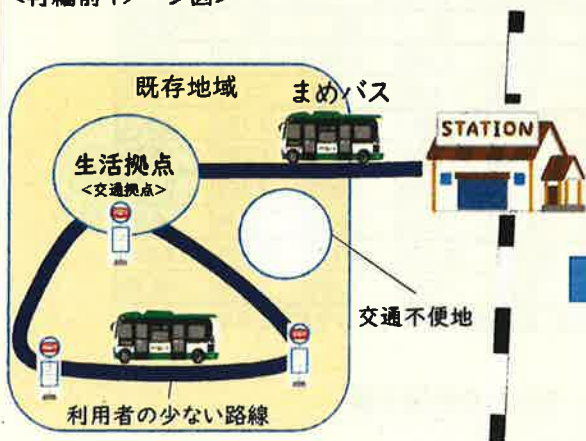 既存地域
まめバス
STATION
生活拠点
<交通拠点>
交通不便地
利用者の少ない路線